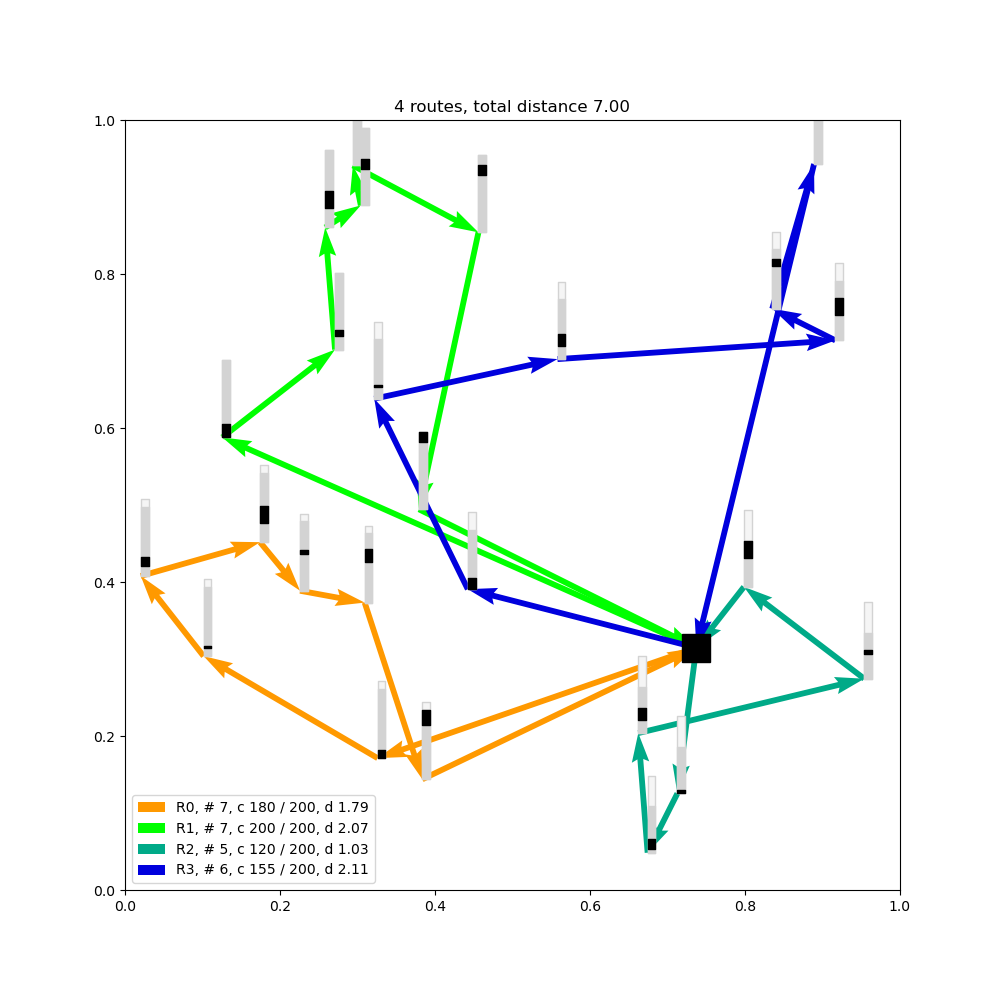 4 routes, total distance 7.00
1.0
0.8
0.6
0.4
0.2
0.0
R0, # 7, c 180 / 200, d 1.79
R1, # 7, c 200 / 200, d 2.07
R2, # 5, c 120 / 200, d 1.03
R3, # 6, c 155 / 200, d 2.11
0.0 0.2 0.4 0.6 0.8 1.0